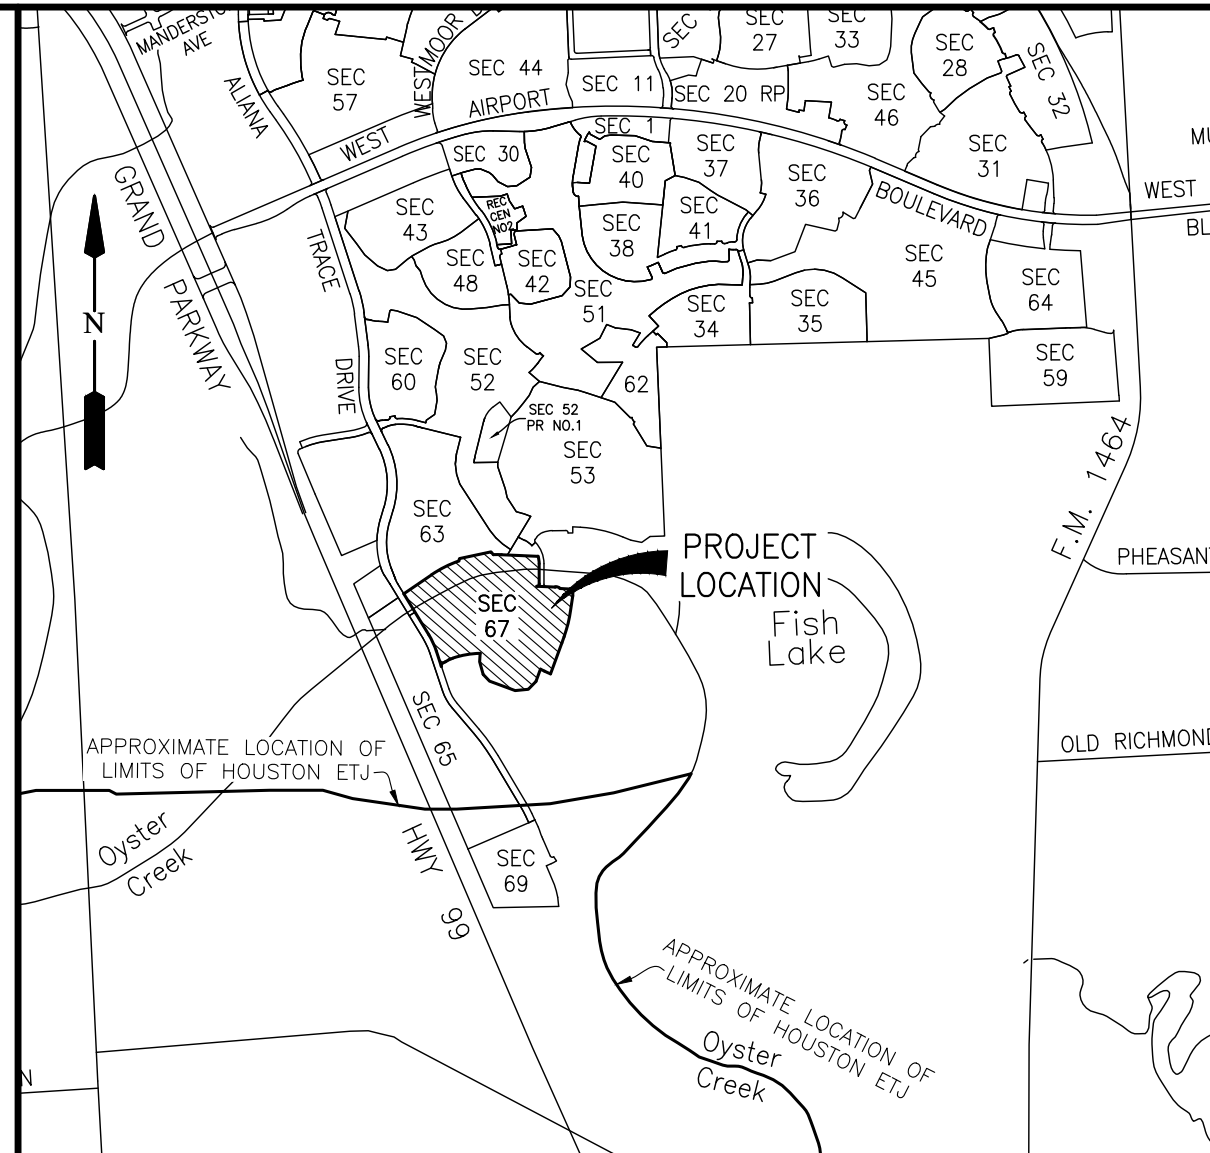 MANDERSTO
AVE
SEC
57
WESTMOOR
SEC 44
SEC 11
SEC
SEC
27
SEC
33
SEC
28
SEC 32
ALIANA
AIRPORT
WEST
SEC 20 RP
SEC
46
SEC 1
SEC 30
SEC
40
SEC
37
SEC
36
SEC
31
WEST
BL
BOULEVARD
GRAND
PARKWAY
N
TRACE
DRIVE
SEC
43
REC
CEN
NO2
SEC
48
SEC
42
SEC
38
SEC
41
SEC
45
SEC
64
SEC
51
SEC
34
SEC
35
SEC
59
SEC
60
SEC
52
62
SEC 52
PR NO.1
SEC
53
F.M. 1464
SEC
63
PROJECT
LOCATION
PHEASANT
SEC
67
Fish
Lake
SEC 65
OLD RICHMOND
APPROXIMATE LOCATION OF
LIMITS OF HOUSTON ETJ
Oyster
Creek
HWY 99
SEC
69
APPROXIMATE LOCATION OF
LIMITS OF HOUSTON ETJ
Oyster
Creek
N